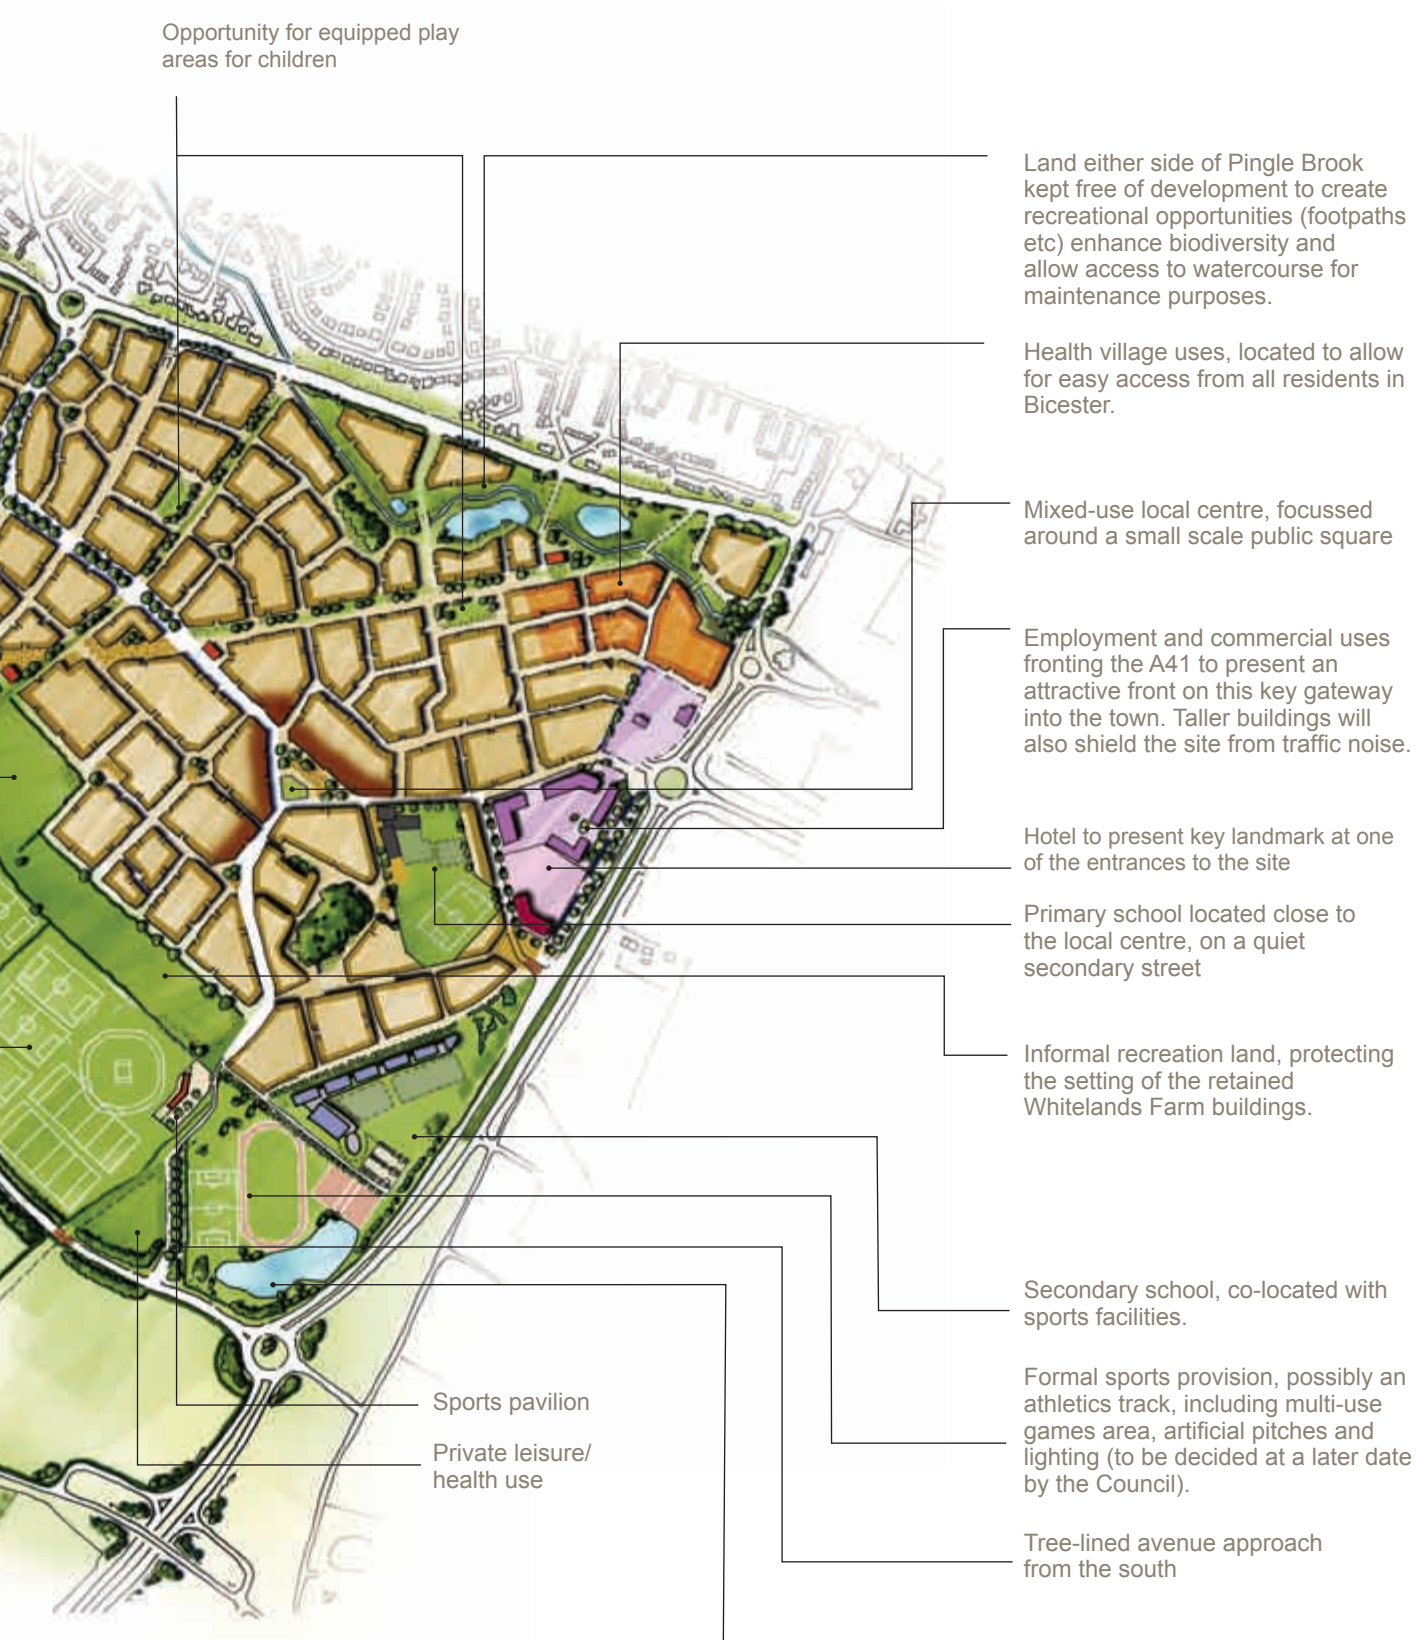 Opportunity for equipped play
areas for children
Land either side of Pingle Brook
kept free of development to create
recreational opportunities (footpaths
etc) enhance biodiversity and
allow access to watercourse for
maintenance purposes.
Health village uses, located to allow
for easy access from all residents in
Bicester.
Mixed-use local centre, focussed
around a small scale public square
Employment and commercial uses
fronting the A41 to present an
attractive front on this key gateway
into the town. Taller buildings will
also shield the site from traffic noise.
Hotel to present key landmark at one
of the entrances to the site
Primary school located close to
the local centre, on a quiet
secondary street
Informal recreation land, protecting
the setting of the retained
Whitelands Farm buildings.
Secondary school, co-located with
sports facilities.
Formal sports provision, possibly an
athletics track, including multi-use
games area, artificial pitches and
lighting (to be decided at a later date
by the Council).
Sports pavilion
Private leisure/
health use
Tree-lined avenue approach
from the south